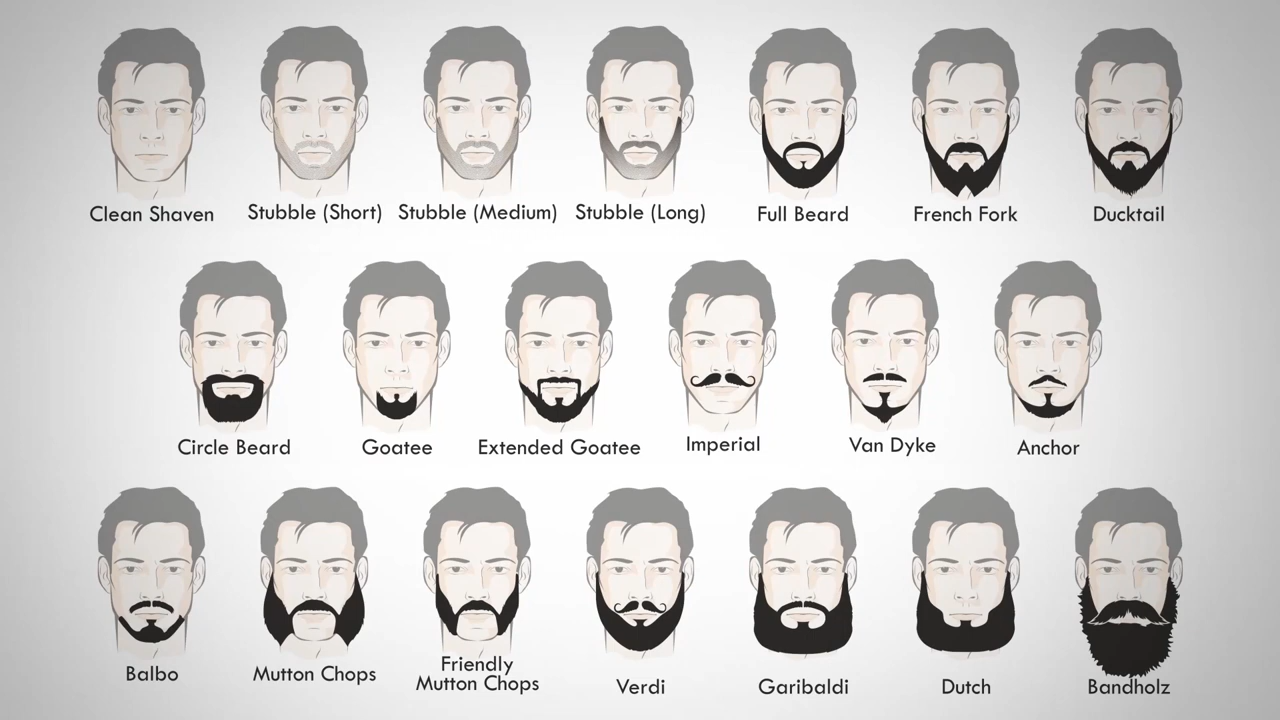 Clean Shaven
Stubble (Short)
Stubble (Medium)
Stubble (Long)
Full Beard
French Fork
Ducktail
Circle Beard
Goatee
Extended Goatee
Imperial
Van Dyke
Anchor
Balbo
Mutton Chops
Friendly
Mutton Chops
Verdi
Garibaldi
Dutch
Bandholz